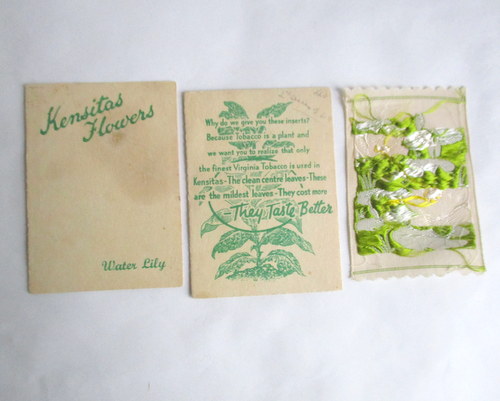 Kensitas
Flowers
Water Lily
Why do we give you these inserts?
Because Tobacco is a plant and
we want you to realise that only
the finest Virginia Tobacco is used in
Kensitas - The clean centre leaves - These
are the mildest leaves - They cost more
- They Taste Better